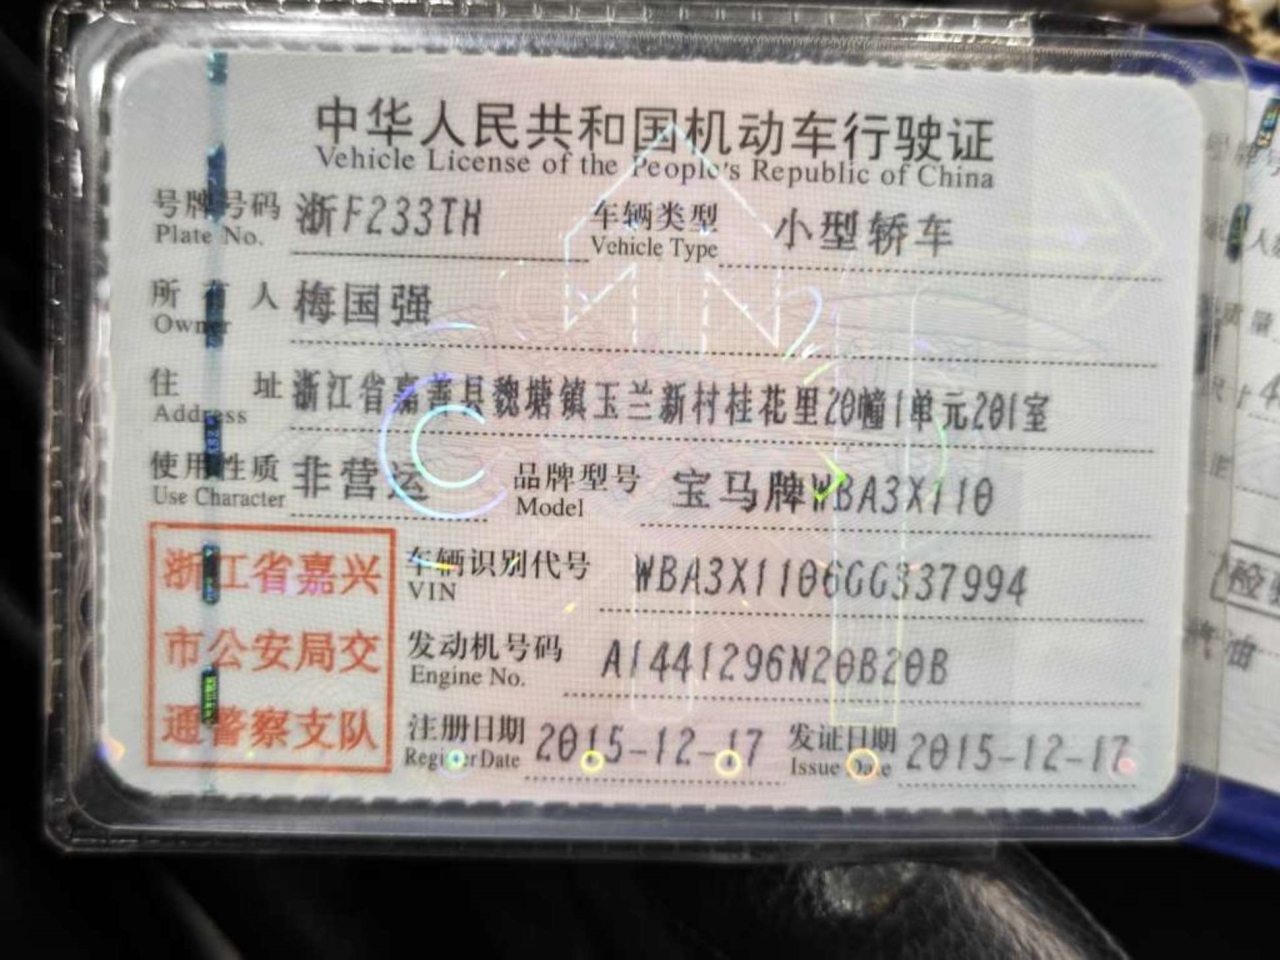 中华人民共和国机动车行驶证
Vehicle License of the People's Republic of China
号牌号码 浙F233TH 车辆类型 小型轿车
Plate No. Vehicle Type
所有人 梅国强
Owner
住址 浙江省嘉善县魏塘镇玉兰新村桂花里20幢1单元201室
Address
使用性质 非营运 品牌型号 宝马牌WBA3X110
Use Character Model
浙江省嘉兴
市公安局交
通警察支队
车辆识别代号 WBA3X1106GG337994
VIN
发动机号码 A1441296N20B20B
Engine No.
注册日期 2015-12-17 发证日期 2015-12-17
Register Date Issue Date